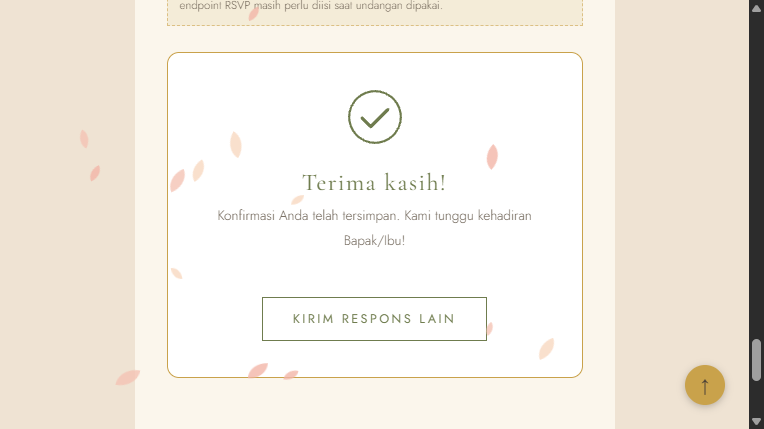 endpoint RSVP masih perlu diisi saat undangan dipakai.
Terima kasih!
Konfirmasi Anda telah tersimpan. Kami tunggu kehadiran
Bapak/Ibu!
KIRIM RESPONS LAIN
↑